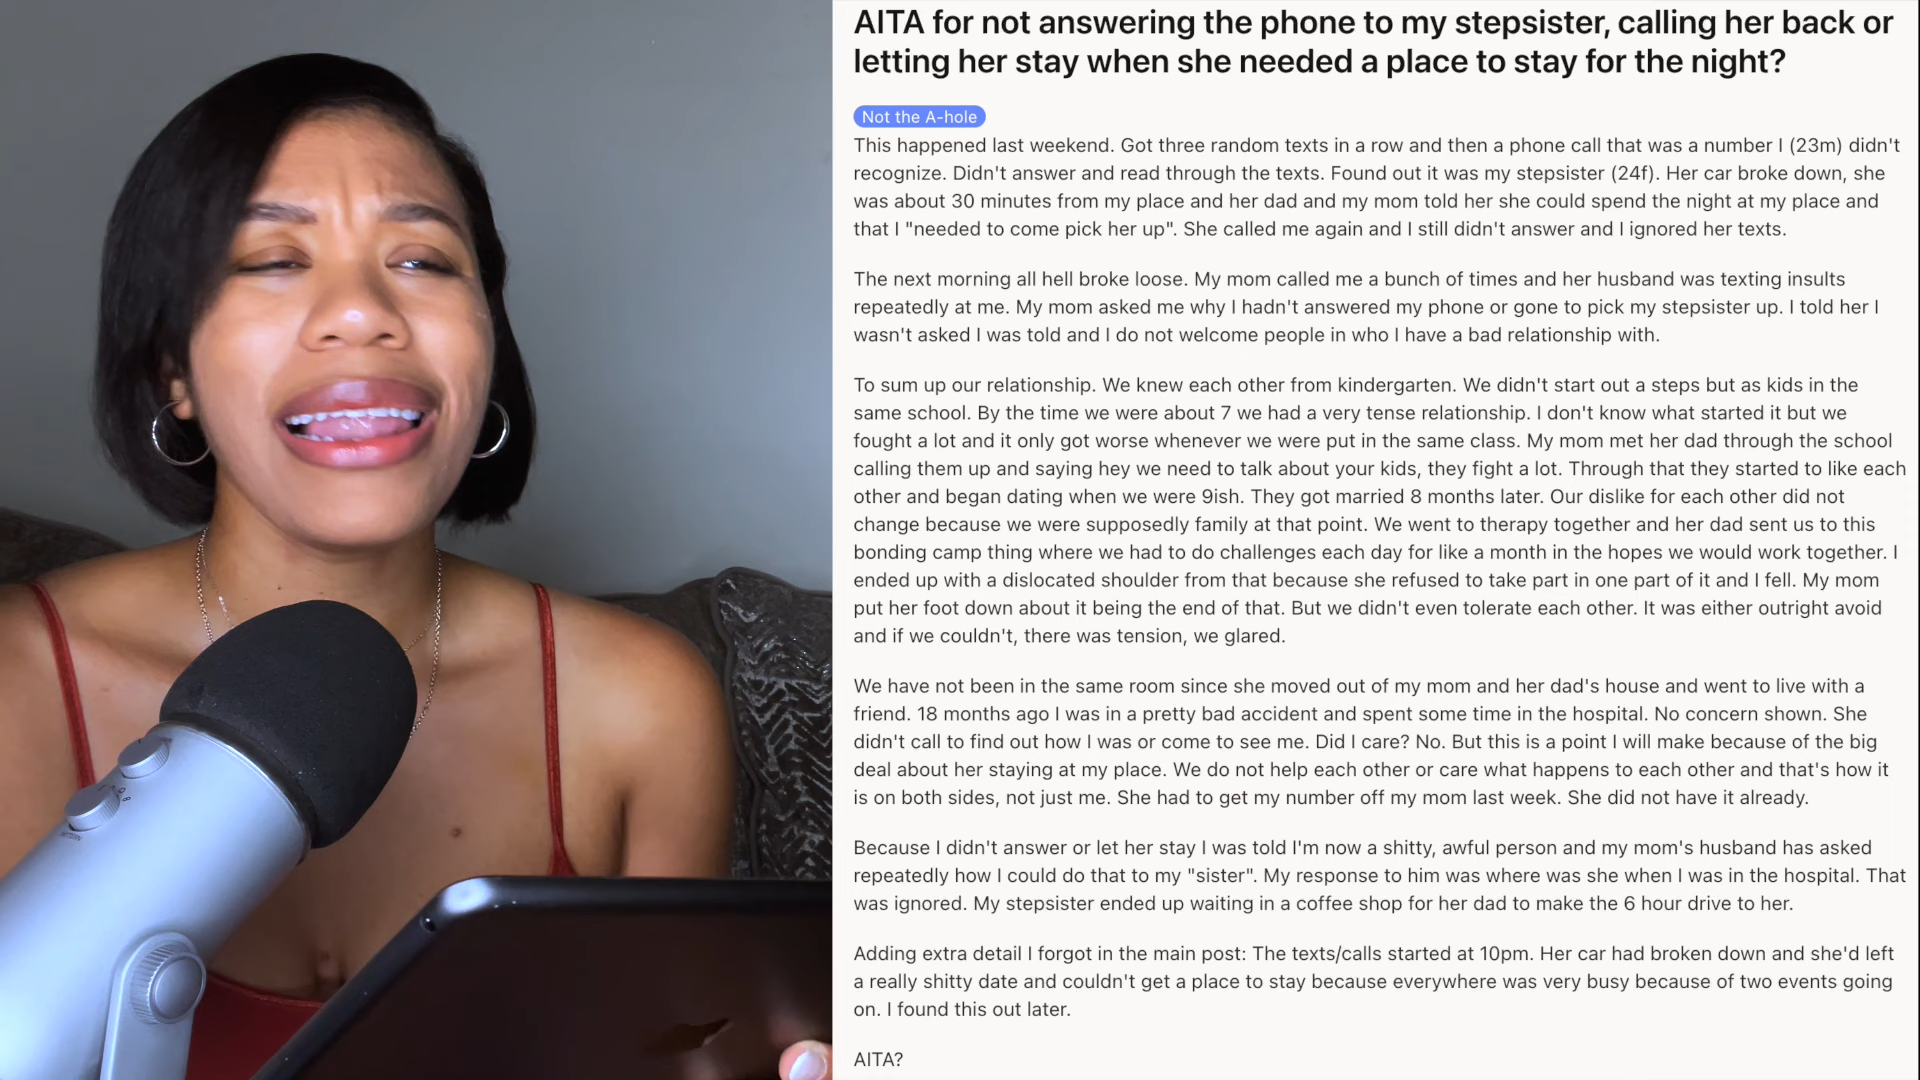 AITA for not answering the phone to my stepsister, calling her back or
letting her stay when she needed a place to stay for the night?
Not the A-hole
This happened last weekend. Got three random texts in a row and then a phone call that was a number I (23m) didn't
recognize. Didn't answer and read through the texts. Found out it was my stepsister (24f). Her car broke down, she
was about 30 minutes from my place and her dad and my mom told her she could spend the night at my place and
that I "needed to come pick her up". She called me again and I still didn't answer and I ignored her texts.
The next morning all hell broke loose. My mom called me a bunch of times and her husband was texting insults
repeatedly at me. My mom asked me why I hadn't answered my phone or gone to pick my stepsister up. I told her I
wasn't asked I was told and I do not welcome people in who I have a bad relationship with.
To sum up our relationship. We knew each other from kindergarten. We didn't start out a steps but as kids in the
same school. By the time we were about 7 we had a very tense relationship. I don't know what started it but we
fought a lot and it only got worse whenever we were put in the same class. My mom met her dad through the school
calling them up and saying hey we need to talk about your kids, they fight a lot. Through that they started to like each
other and began dating when we were 9ish. They got married 8 months later. Our dislike for each other did not
change because we were supposedly family at that point. We went to therapy together and her dad sent us to this
bonding camp thing where we had to do challenges each day for like a month in the hopes we would work together. I
ended up with a dislocated shoulder from that because she refused to take part in one part of it and I fell. My mom
put her foot down about it being the end of that. But we didn't even tolerate each other. It was either outright avoid
and if we couldn't, there was tension, we glared.
We have not been in the same room since she moved out of my mom and her dad's house and went to live with a
friend. 18 months ago I was in a pretty bad accident and spent some time in the hospital. No concern shown. She
didn't call to find out how I was or come to see me. Did I care? No. But this is a point I will make because of the big
deal about her staying at my place. We do not help each other or care what happens to each other and that's how it
is on both sides, not just me. She had to get my number off my mom last week. She did not have it already.
Because I didn't answer or let her stay I was told I'm now a shitty, awful person and my mom's husband has asked
repeatedly how I could do that to my "sister". My response to him was where was she when I was in the hospital. That
was ignored. My stepsister ended up waiting in a coffee shop for her dad to make the 6 hour drive to her.
Adding extra detail I forgot in the main post: The texts/calls started at 10pm. Her car had broken down and she'd left
a really shitty date and couldn't get a place to stay because everywhere was very busy because of two events going
on. I found this out later.
AITA?